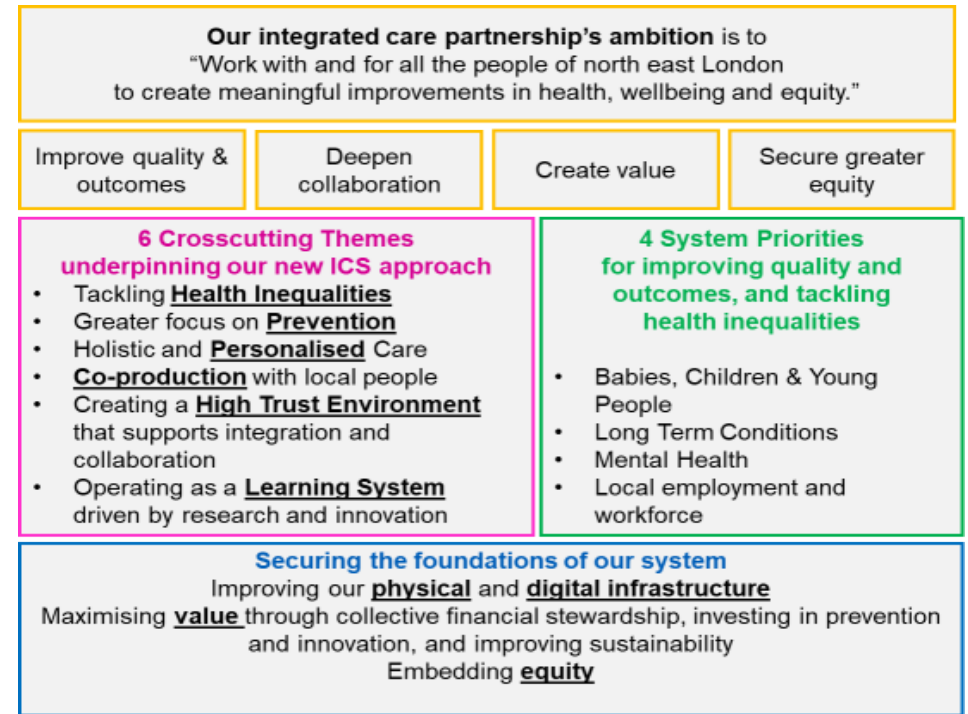 Our integrated care partnership's ambition is to
“Work with and for all the people of north east London
to create meaningful improvements in health, wellbeing and equity.”
Improve quality &
outcomes
Deepen
collaboration
Create value
Secure greater
equity
6 Crosscutting Themes
underpinning our new ICS approach
• Tackling Health Inequalities
• Greater focus on Prevention
• Holistic and Personalised Care
• Co-production with local people
• Creating a High Trust Environment
that supports integration and
collaboration
• Operating as a Learning System
driven by research and innovation
4 System Priorities
for improving quality and
outcomes, and tackling
health inequalities
• Babies, Children & Young
People
• Long Term Conditions
• Mental Health
• Local employment and
workforce
Securing the foundations of our system
Improving our physical and digital infrastructure
Maximising value through collective financial stewardship, investing in prevention
and innovation, and improving sustainability
Embedding equity